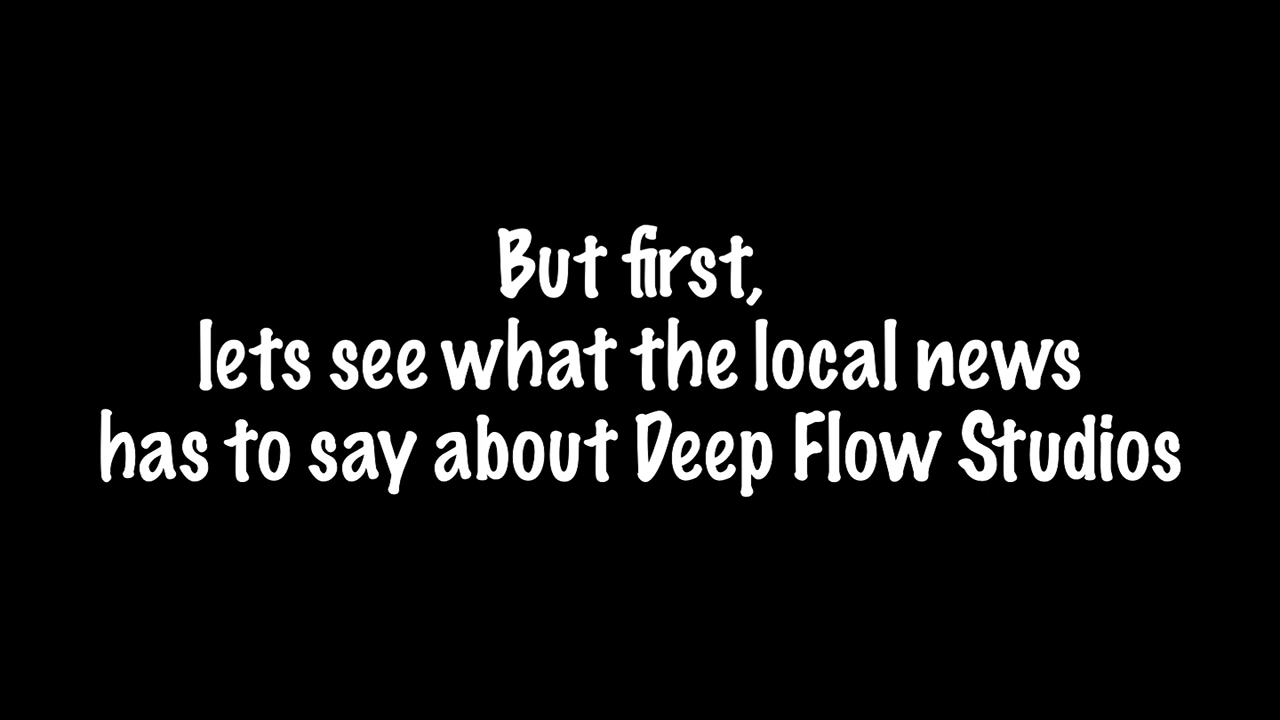 But first,
lets see what the local news
has to say about Deep Flow Studios